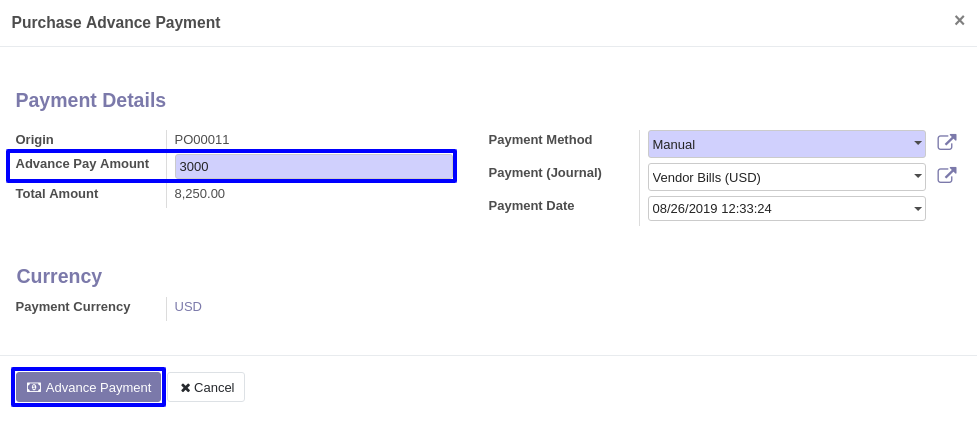 Purchase Advance Payment
×
Payment Details
Origin
PO00011
Advance Pay Amount
3000
Total Amount
8,250.00
Payment Method
Manual
Payment (Journal)
Vendor Bills (USD)
Payment Date
08/26/2019 12:33:24
Currency
Payment Currency
USD
Advance Payment
✖ Cancel